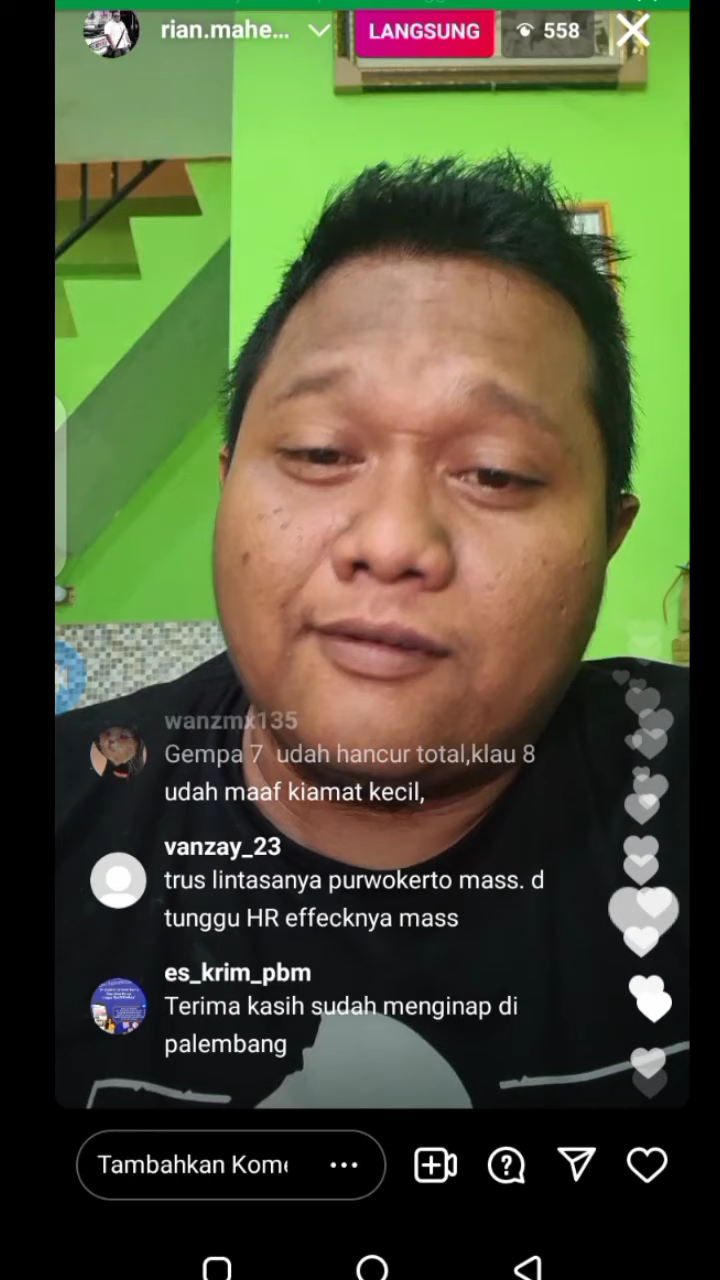 rian.mahe...
LANGSUNG
558
wanzmx135
Gempa 7 udah hancur total,klau 8
udah maaf kiamat kecil,
vanzay_23
trus lintasanya purwokerto mass. d
tunggu HR effecknya mass
es_krim_pbm
Terima kasih sudah menginap di
palembang
Tambahkan Kome